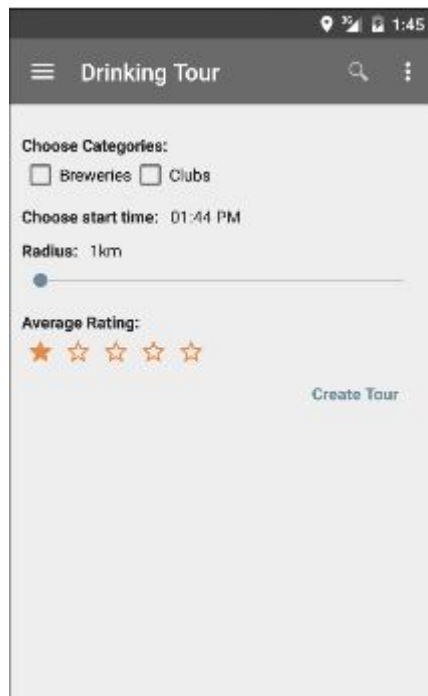 3G 1:45
Drinking Tour
Choose Categories:
Breweries Clubs
Choose start time: 01:44 PM
Radius: 1km
Average Rating:
Create Tour